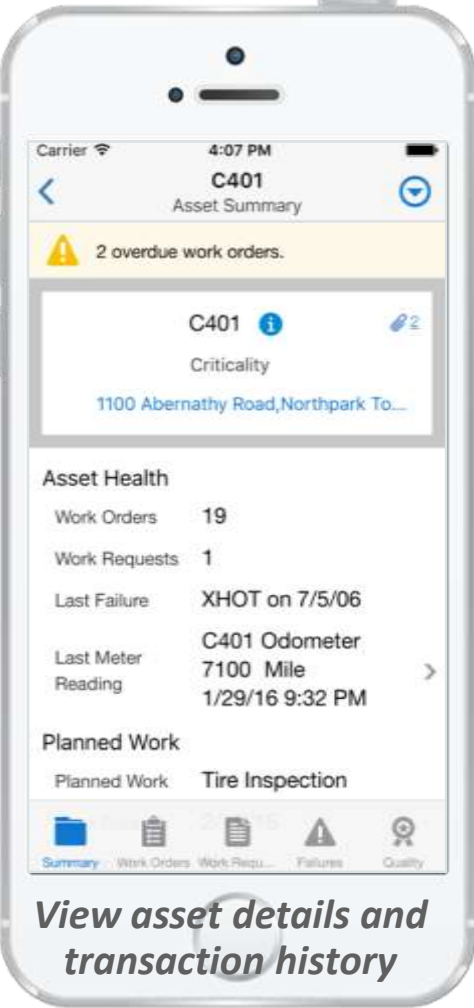 Carrier 4:07 PM
C401
Asset Summary
2 overdue work orders.
C401 2
Criticality
1100 Abernathy Road,Northpark To...
Asset Health
Work Orders 19
Work Requests 1
Last Failure XHOT on 7/5/06
Last Meter Reading C401 Odometer
7100 Mile
1/29/16 9:32 PM
Planned Work
Planned Work Tire Inspection
Summary Work Orders Work Requ... Failures Quality
View asset details and
transaction history